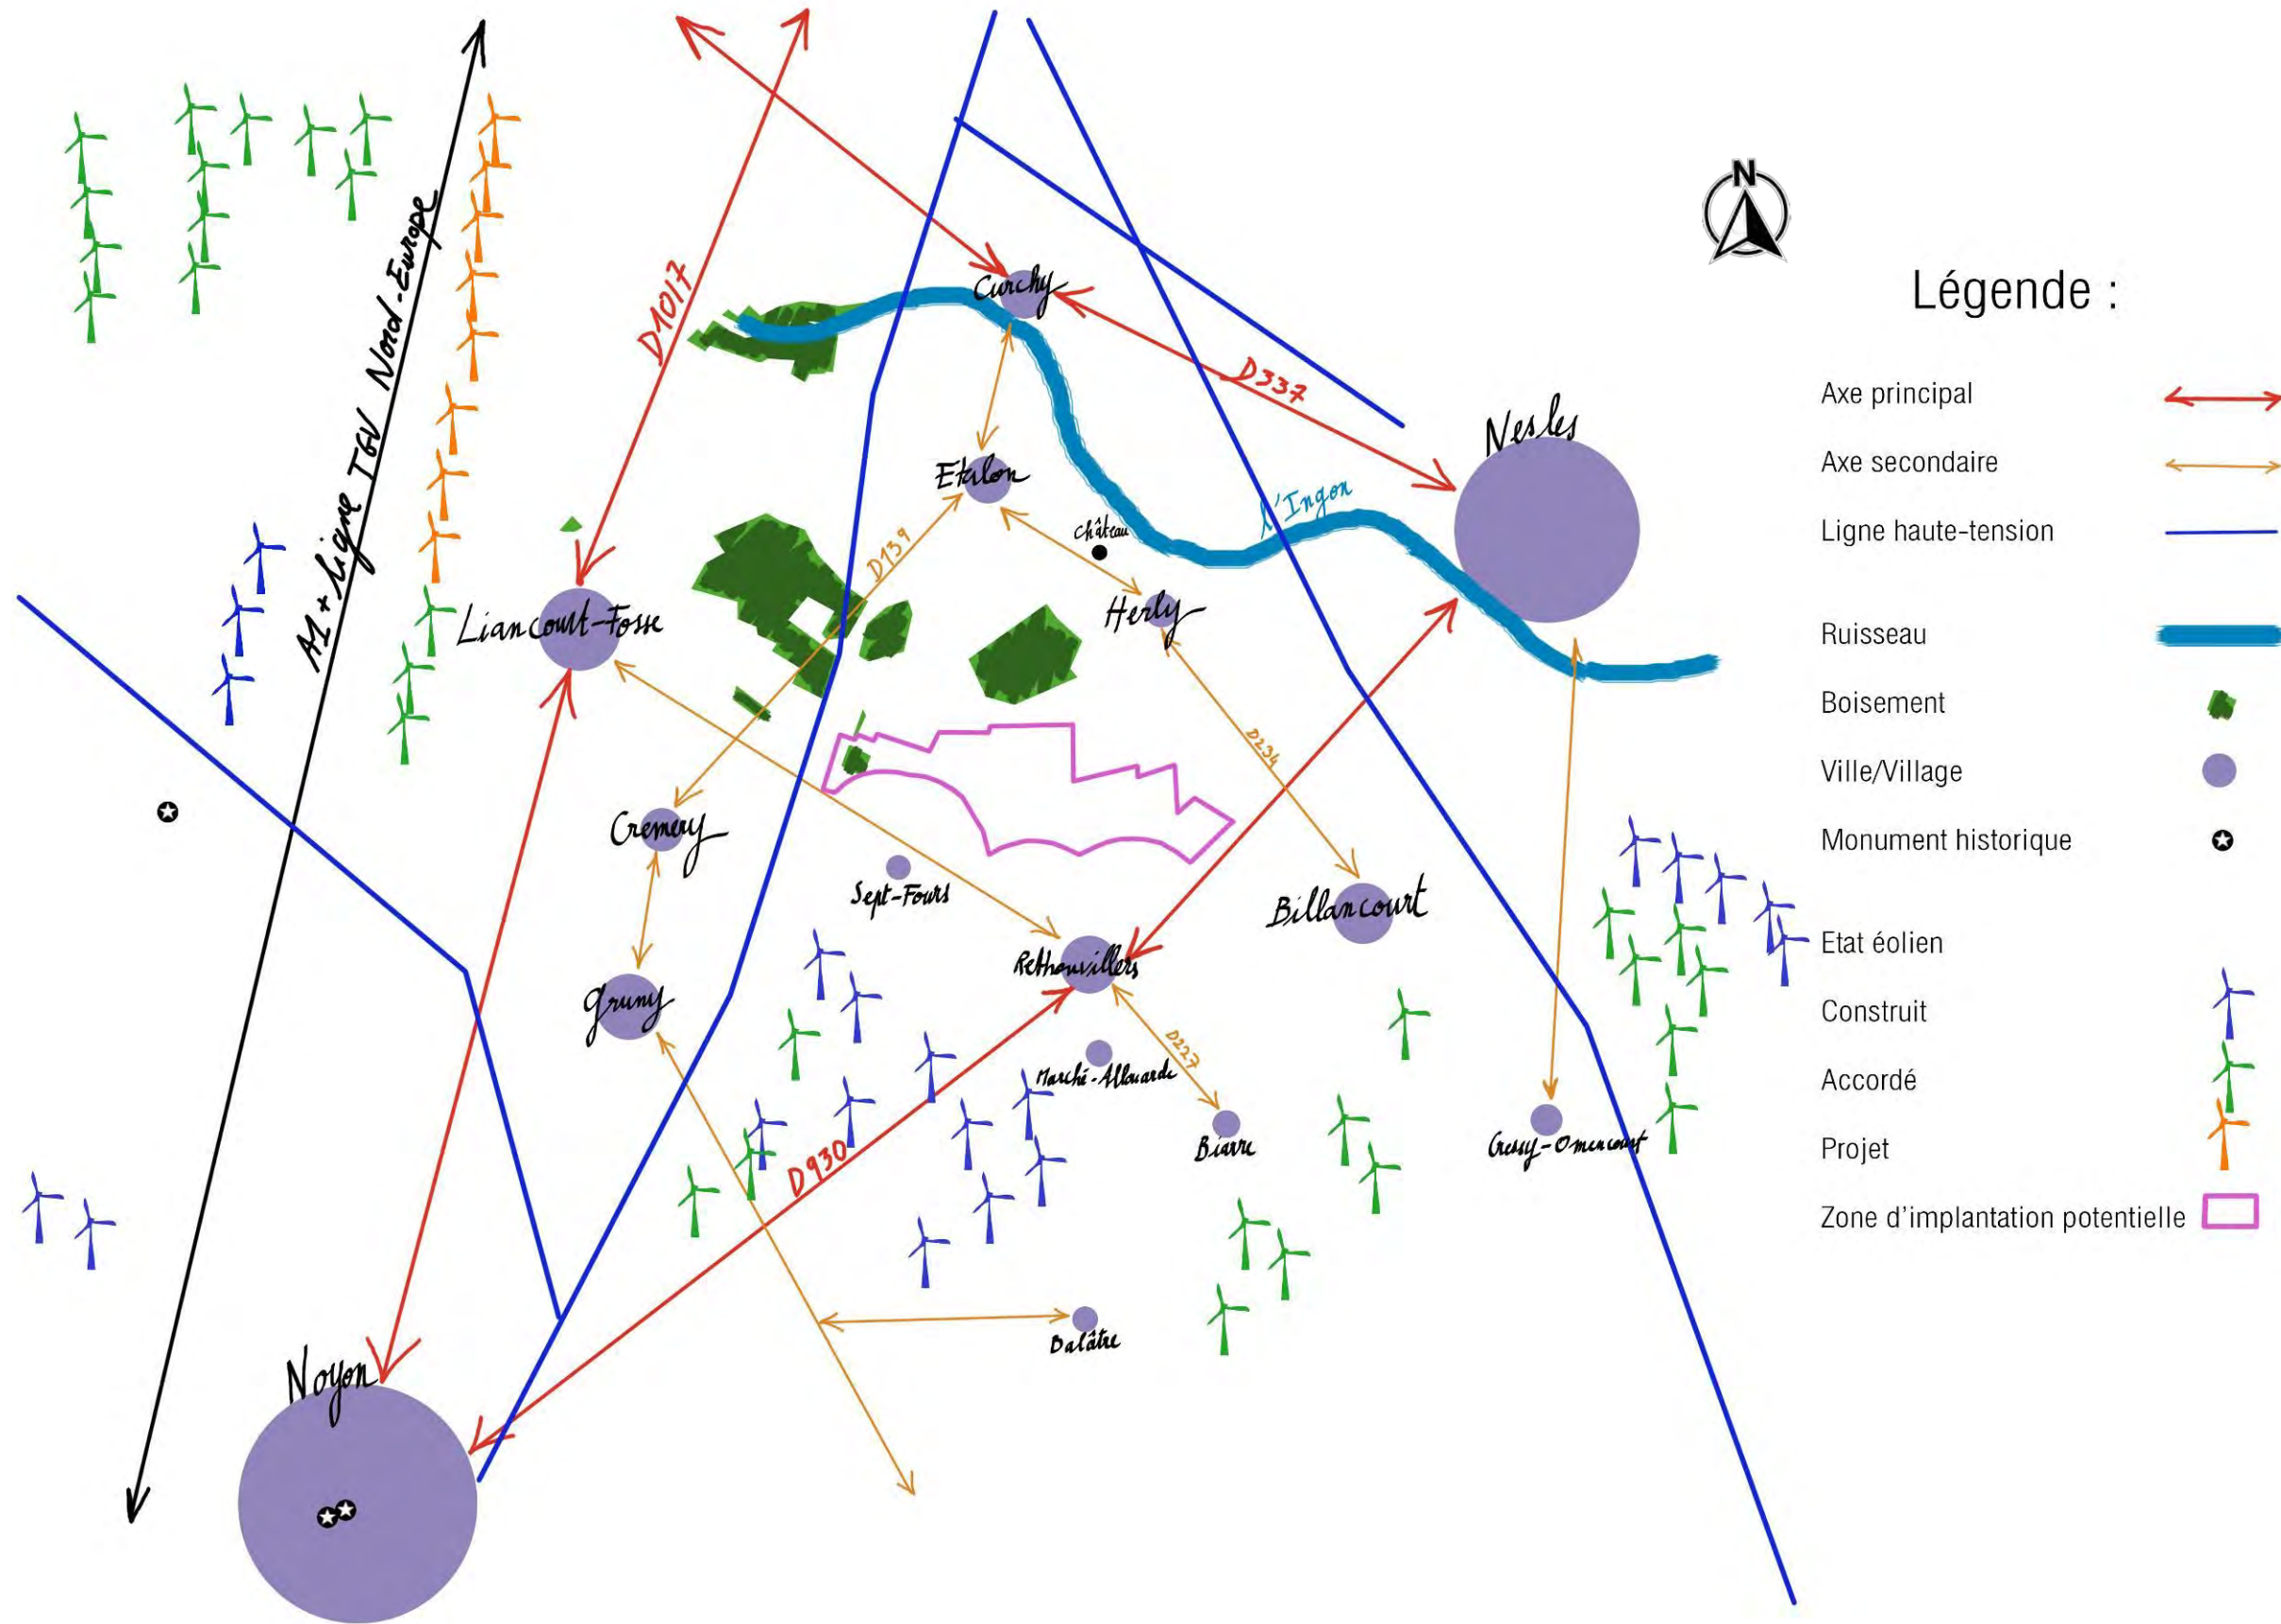 N
Légende :
Axe principal
Axe secondaire
Ligne haute-tension
Ruisseau
Boisement
Ville/Village
Monument historique
Etat éolien
Construit
Accordé
Projet
Zone d'implantation potentielle
A1 + Ligne TGV Nord-Europe
D1017
Curchy
D337
Nesles
Etalon
l'Ingon
Château
D139
Herly
Liancourt-Fosse
D234
Cremery
Sept-Fours
Billancourt
Rethonvillers
Gruny
D227
Marché-Allouarde
Biarre
Cressy-Omencourt
D930
Balâtre
Noyon